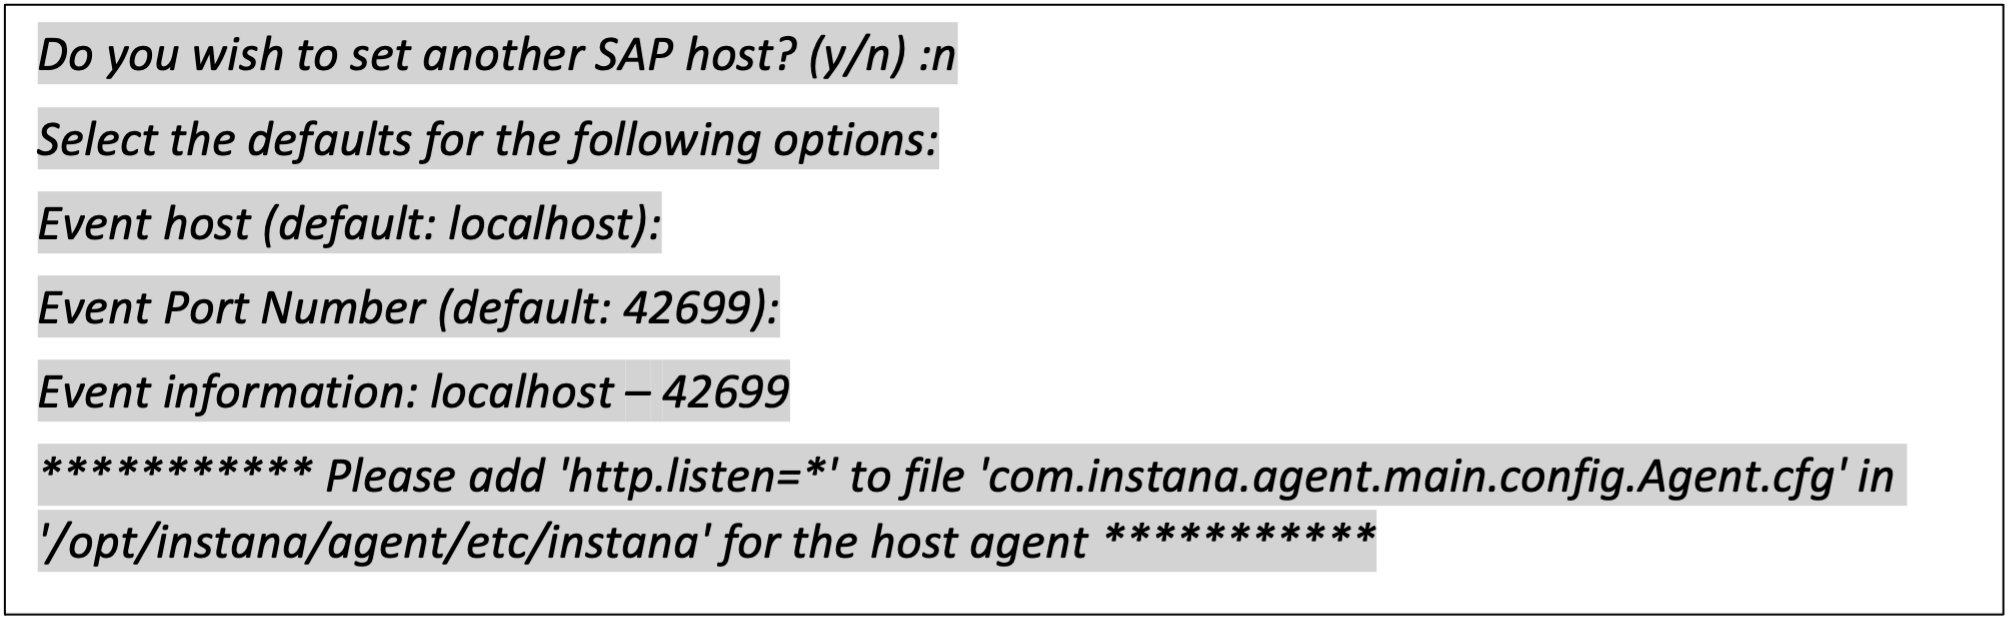 Do you wish to set another SAP host? (y/n) :n
Select the defaults for the following options:
Event host (default: localhost):
Event Port Number (default: 42699):
Event information: localhost – 42699
*********** Please add 'http.listen=*' to file 'com.instana.agent.main.config.Agent.cfg' in
'/opt/instana/agent/etc/instana' for the host agent ***********